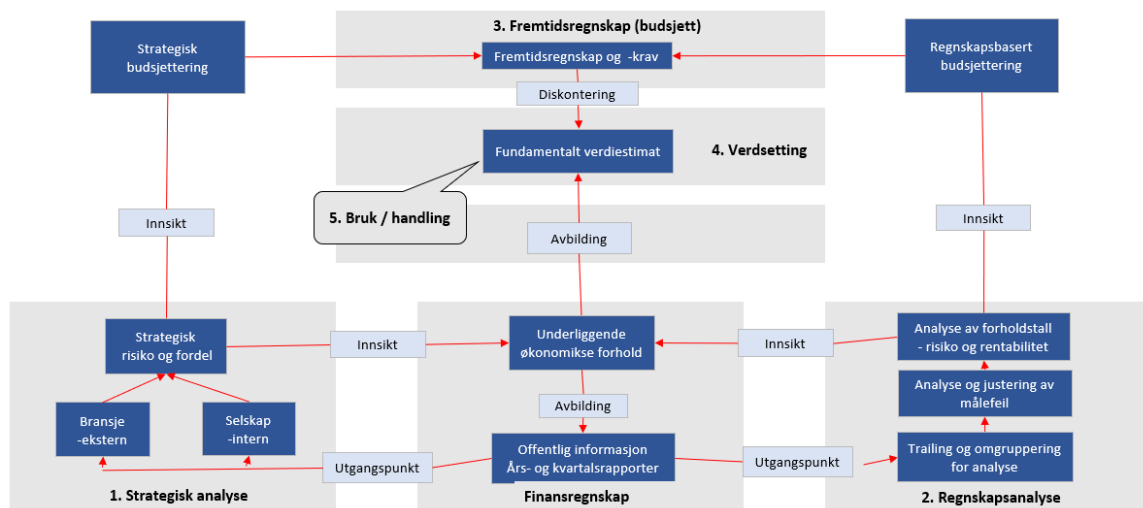 3. Fremtidsregnskap (budsjett)
Strategisk
budsjettering
Fremtidsregnskap og -krav
Regnskapsbasert
budsjettering
Diskontering
Fundamentalt verdiestimat
4. Verdsetting
5. Bruk / handling
Innsikt
Avbilding
Innsikt
Strategisk
risiko og fordel
Innsikt
Underliggende
økonomikse forhold
Innsikt
Analyse av forholdstall
- risiko og rentabilitet
Bransje
-ekstern
Selskap
-intern
Avbilding
Analyse og justering av
målefeil
Utgangspunkt
Offentlig informasjon
Års- og kvartalsrapporter
Utgangspunkt
Trailing og omgruppering
for analyse
1. Strategisk analyse
Finansregnskap
2. Regnskapsanalyse